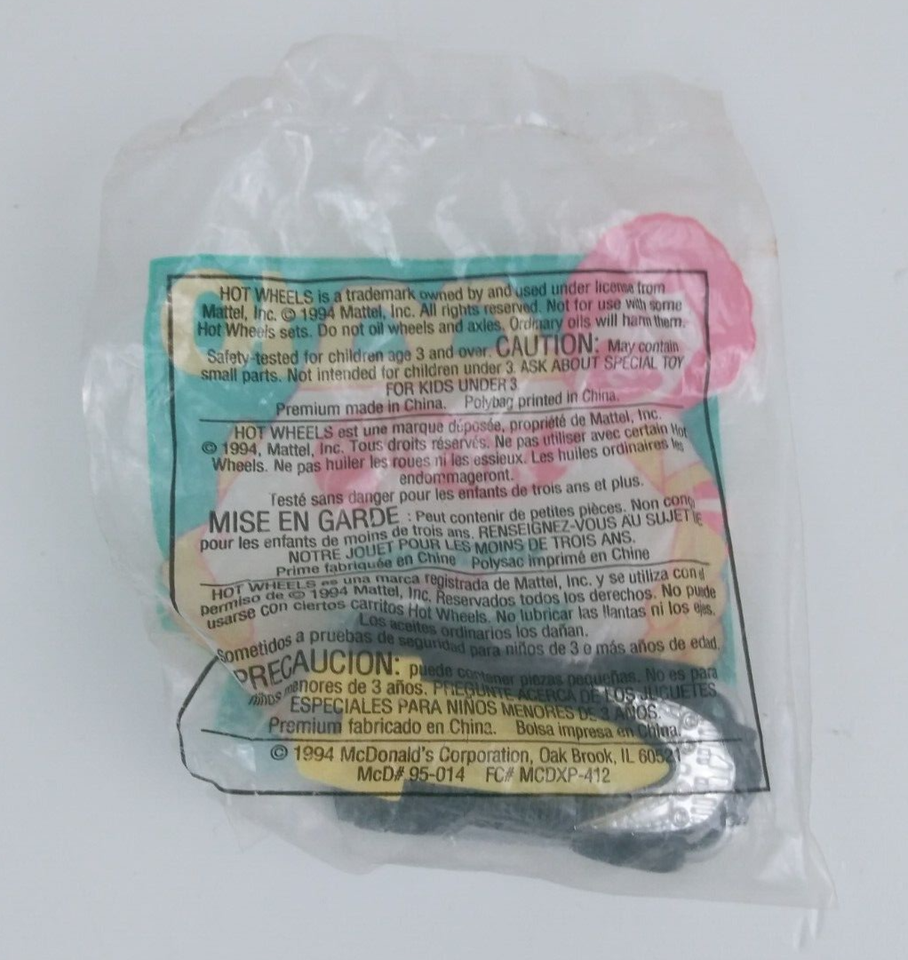 HOT WHEELS is a trademark owned by and used under license from
Mattel, Inc. © 1994 Mattel, Inc. All rights reserved. Not for use with some
Hot Wheels sets. Do not oil wheels and axles. Ordinary oils will harm them.
Safety-tested for children age 3 and over. CAUTION: May contain
small parts. Not intended for children under 3. ASK ABOUT SPECIAL TOY
FOR KIDS UNDER 3.
Premium made in China. Polybag printed in China.
HOT WHEELS est une marque déposée, propriété de Mattel, Inc.
© 1994, Mattel, Inc. Tous droits réservés. Ne pas utiliser avec certain Hot
Wheels. Ne pas huiler les roues ni les essieux. Les huiles ordinaires les
endommageront.
Testé sans danger pour les enfants de trois ans et plus.
MISE EN GARDE : Peut contenir de petites pièces. Non conç
pour les enfants de moins de trois ans. RENSEIGNEZ-VOUS AU SUJET
NOTRE JOUET POUR LES MOINS DE TROIS ANS.
Prime fabriquée en Chine Polysac imprimé en Chine
HOT WHEELS es una marca registrada de Mattel, Inc. y se utiliza con
permiso de © 1994 Mattel, Inc. Reservados todos los derechos. No puede
usarse con ciertos carritos Hot Wheels. No lubricar las llantas ni los ejes.
Los aceites ordinarios los dañan.
Sometidos a pruebas de seguridad para niños de 3 o más años de edad.
PRECAUCION: puede contener piezas pequeñas. No es para
niños menores de 3 años. PREGUNTE ACERCA DE LOS JUGUETES
ESPECIALES PARA NIÑOS MENORES DE 3 AÑOS.
Premium fabricado en China. Bolsa impresa en China.
© 1994 McDonald's Corporation, Oak Brook, IL 60521
McD# 95-014 FC# MCDXP-412